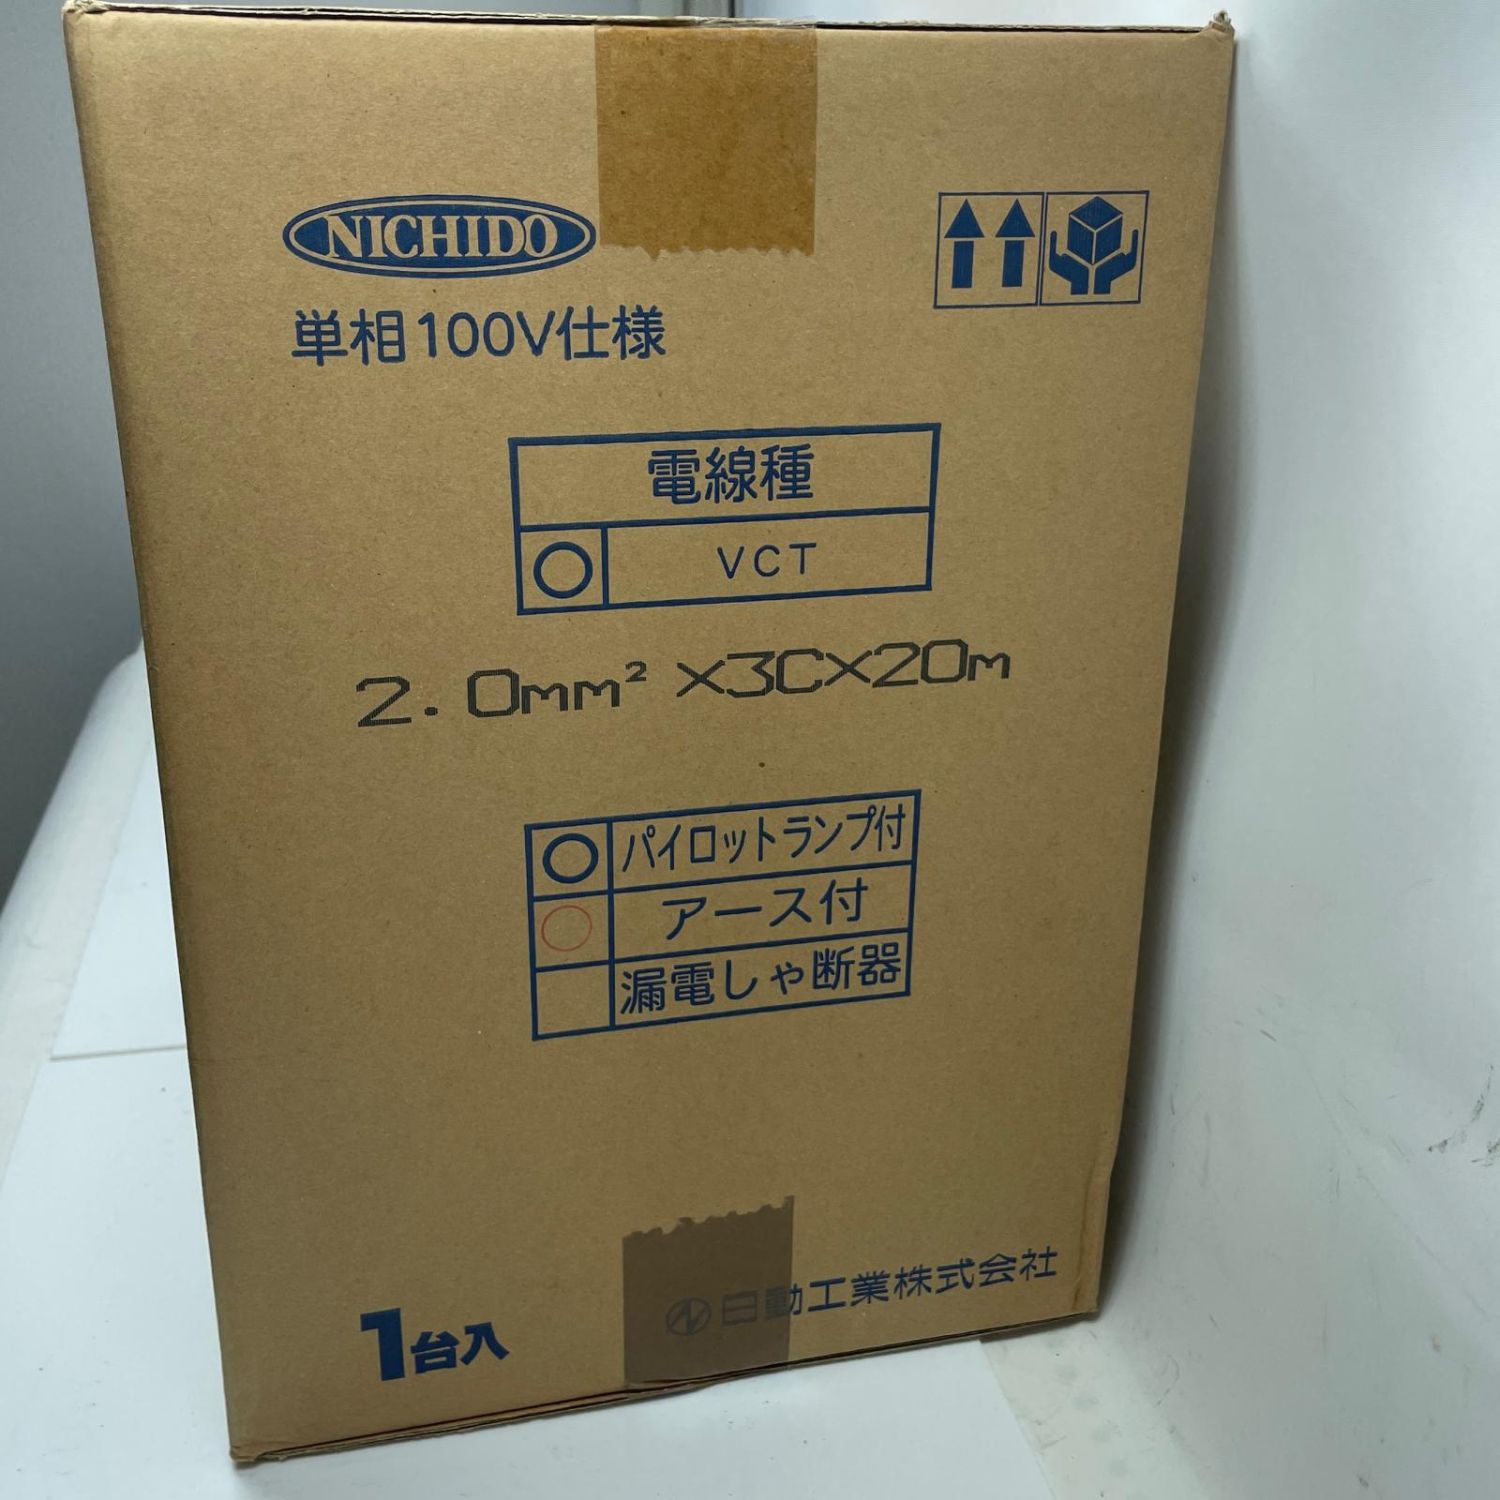 NICHIDO
単相100V仕様
電線種
○ VCT
2.0mm² ×3C×20m
○ パイロットランプ付
○ アース付
漏電しゃ断器
1台入
日動工業株式会社